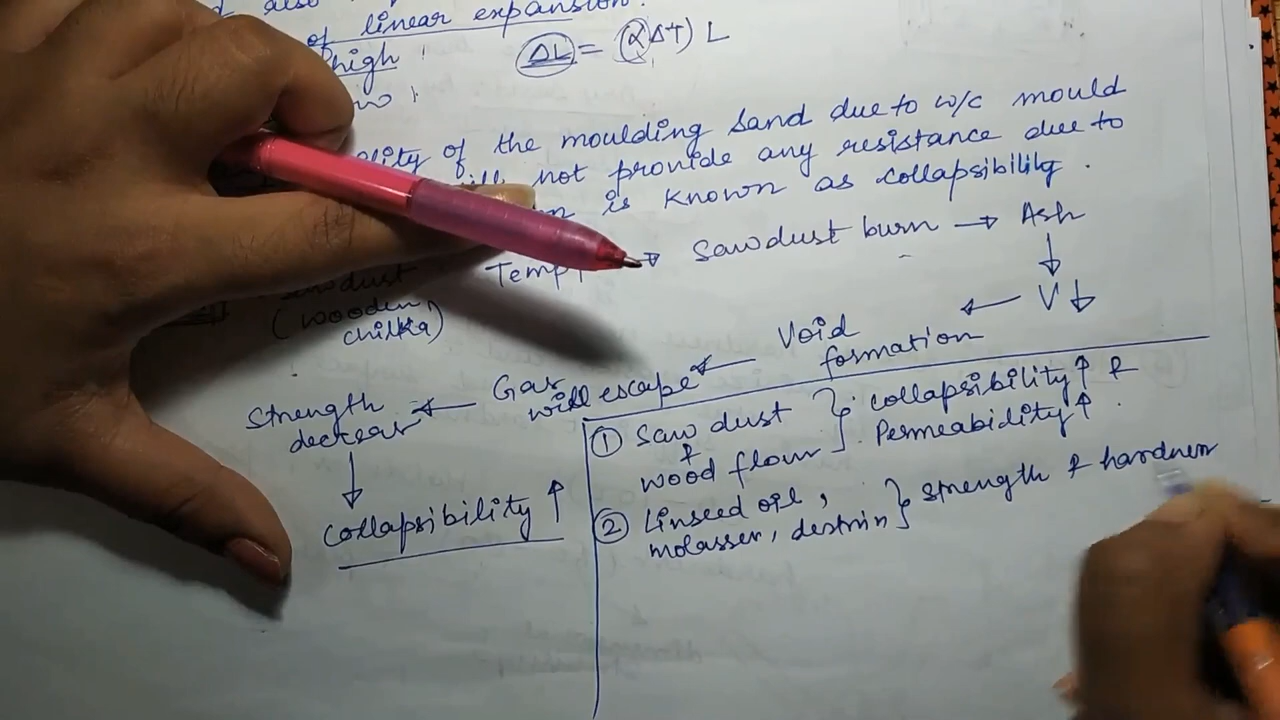 of linear expansion.
high !
ΔL = (αΔT) L
of the moulding sand due to w/c mould
not provide any resistance due to
is known as collapsibility .
Temp → Sawdust burn → Ash
↓
V ↓
(wooden
chilka)
← Void
formation
← Gas
will escape
← Strength
decrease
↓
Collapsibility ↑
① Saw dust
&
wood flour } collapsibility ↑ &
Permeability ↑ .
② Linseed oil ,
molasses, destrin } strength & hardness